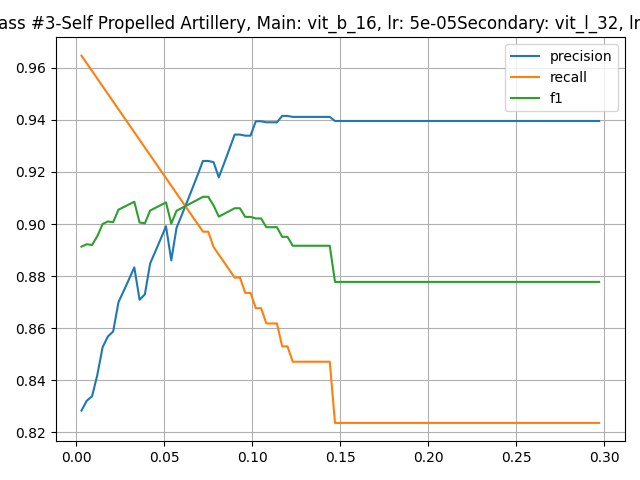 ass #3-Self Propelled Artillery, Main: vit_b_16, lr: 5e-05Secondary: vit_l_32, lr
precision
recall
f1
0.96
0.94
0.92
0.90
0.88
0.86
0.84
0.82
0.00 0.05 0.10 0.15 0.20 0.25 0.30